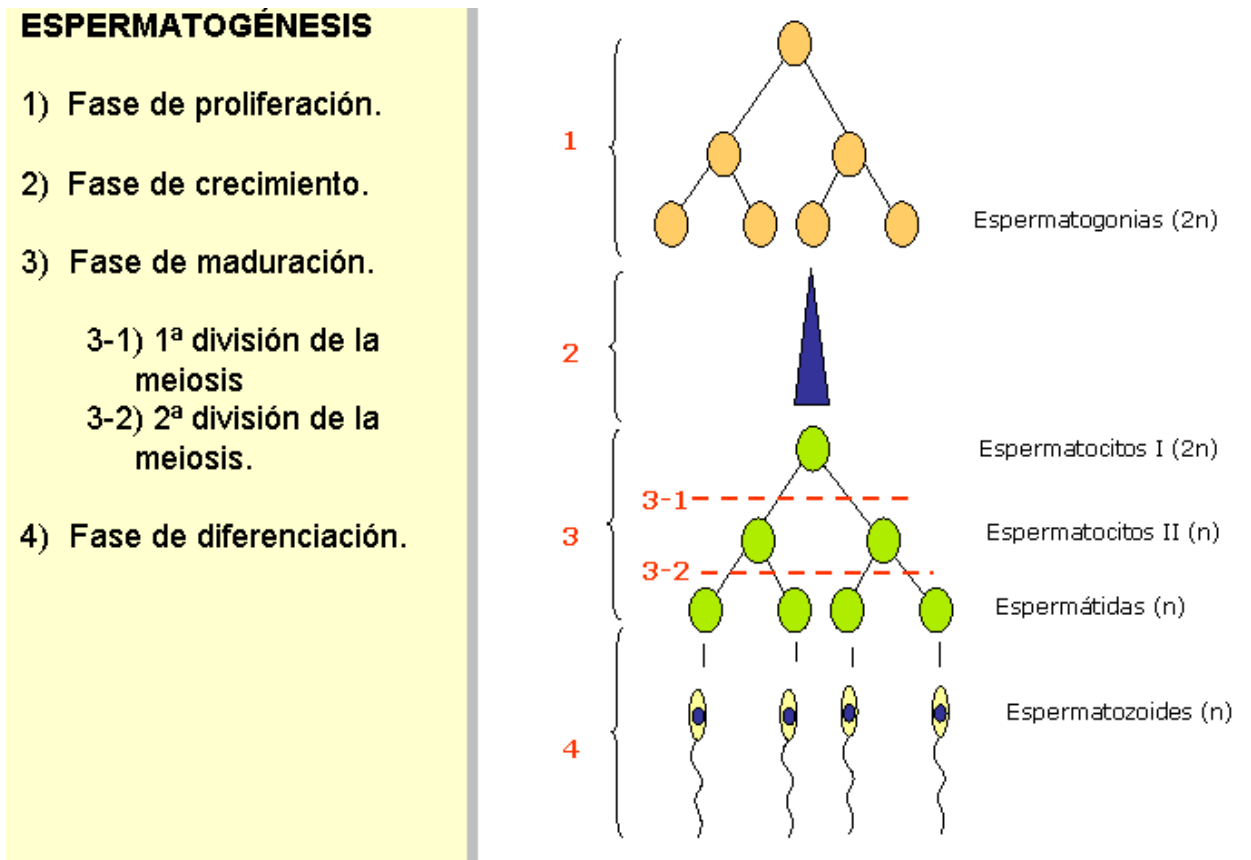 ESPERMATOGÉNESIS
1) Fase de proliferación.
2) Fase de crecimiento.
3) Fase de maduración.
3-1) 1ª división de la
meiosis
3-2) 2ª división de la
meiosis.
4) Fase de diferenciación.
1
Espermatogonias (2n)
2
Espermatocitos I (2n)
3-1
3
Espermatocitos II (n)
3-2
Espermátidas (n)
Espermatozoides (n)
4